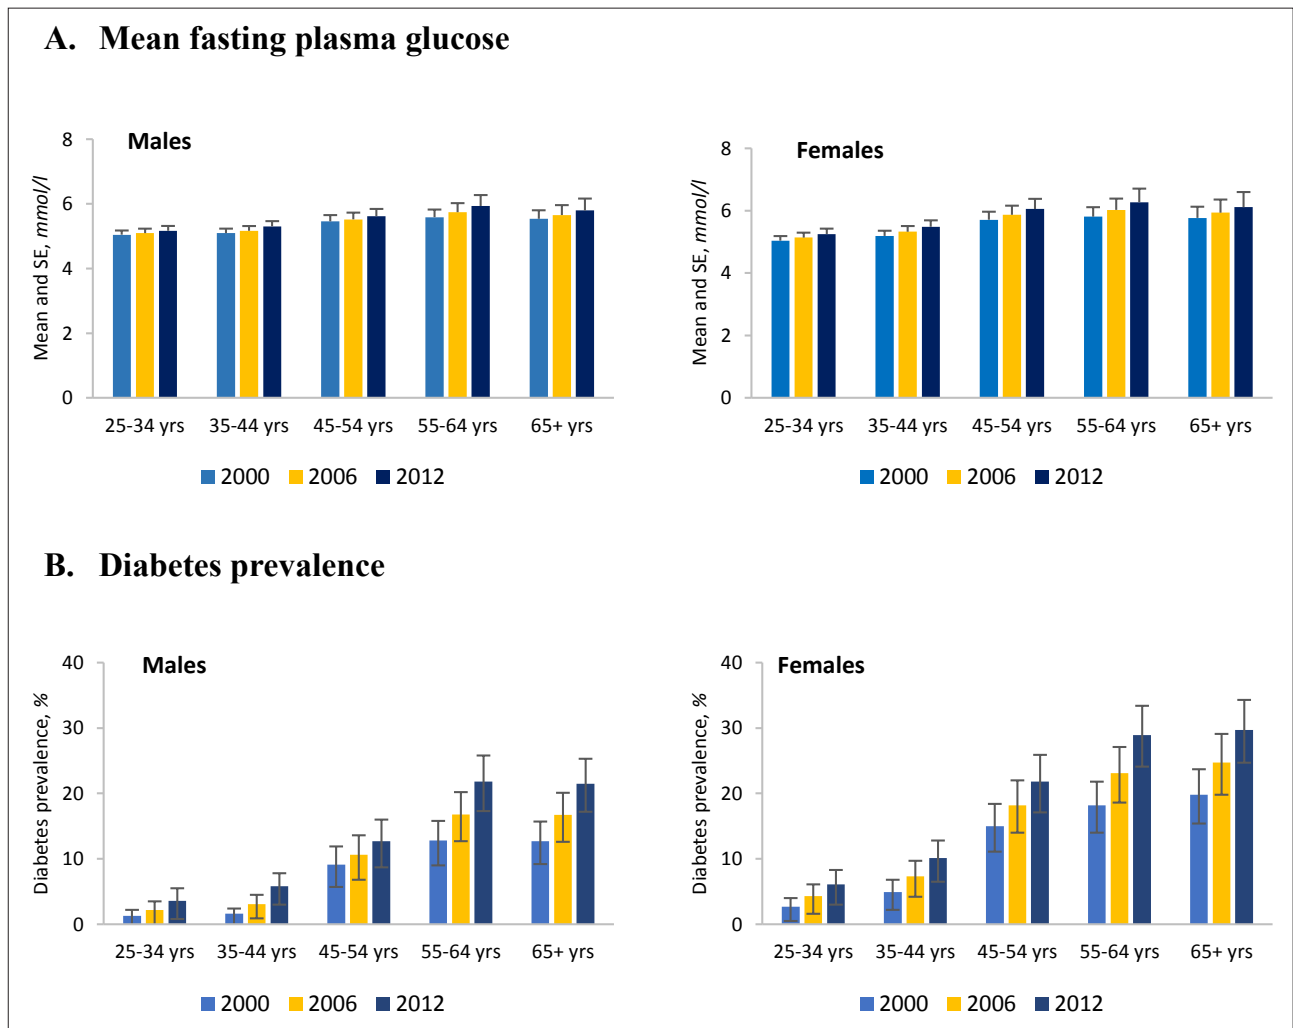 A. Mean fasting plasma glucose
Males
Mean and SE, mmol/l
8
6
4
2
0
25-34 yrs 35-44 yrs 45-54 yrs 55-64 yrs 65+ yrs
2000 2006 2012
Females
Mean and SE, mmol/l
8
6
4
2
0
25-34 yrs 35-44 yrs 45-54 yrs 55-64 yrs 65+ yrs
2000 2006 2012
B. Diabetes prevalence
Males
Diabetes prevalence, %
40
30
20
10
0
25-34 yrs 35-44 yrs 45-54 yrs 55-64 yrs 65+ yrs
2000 2006 2012
Females
Diabetes prevalence, %
40
30
20
10
0
25-34 yrs 35-44 yrs 45-54 yrs 55-64 yrs 65+ yrs
2000 2006 2012